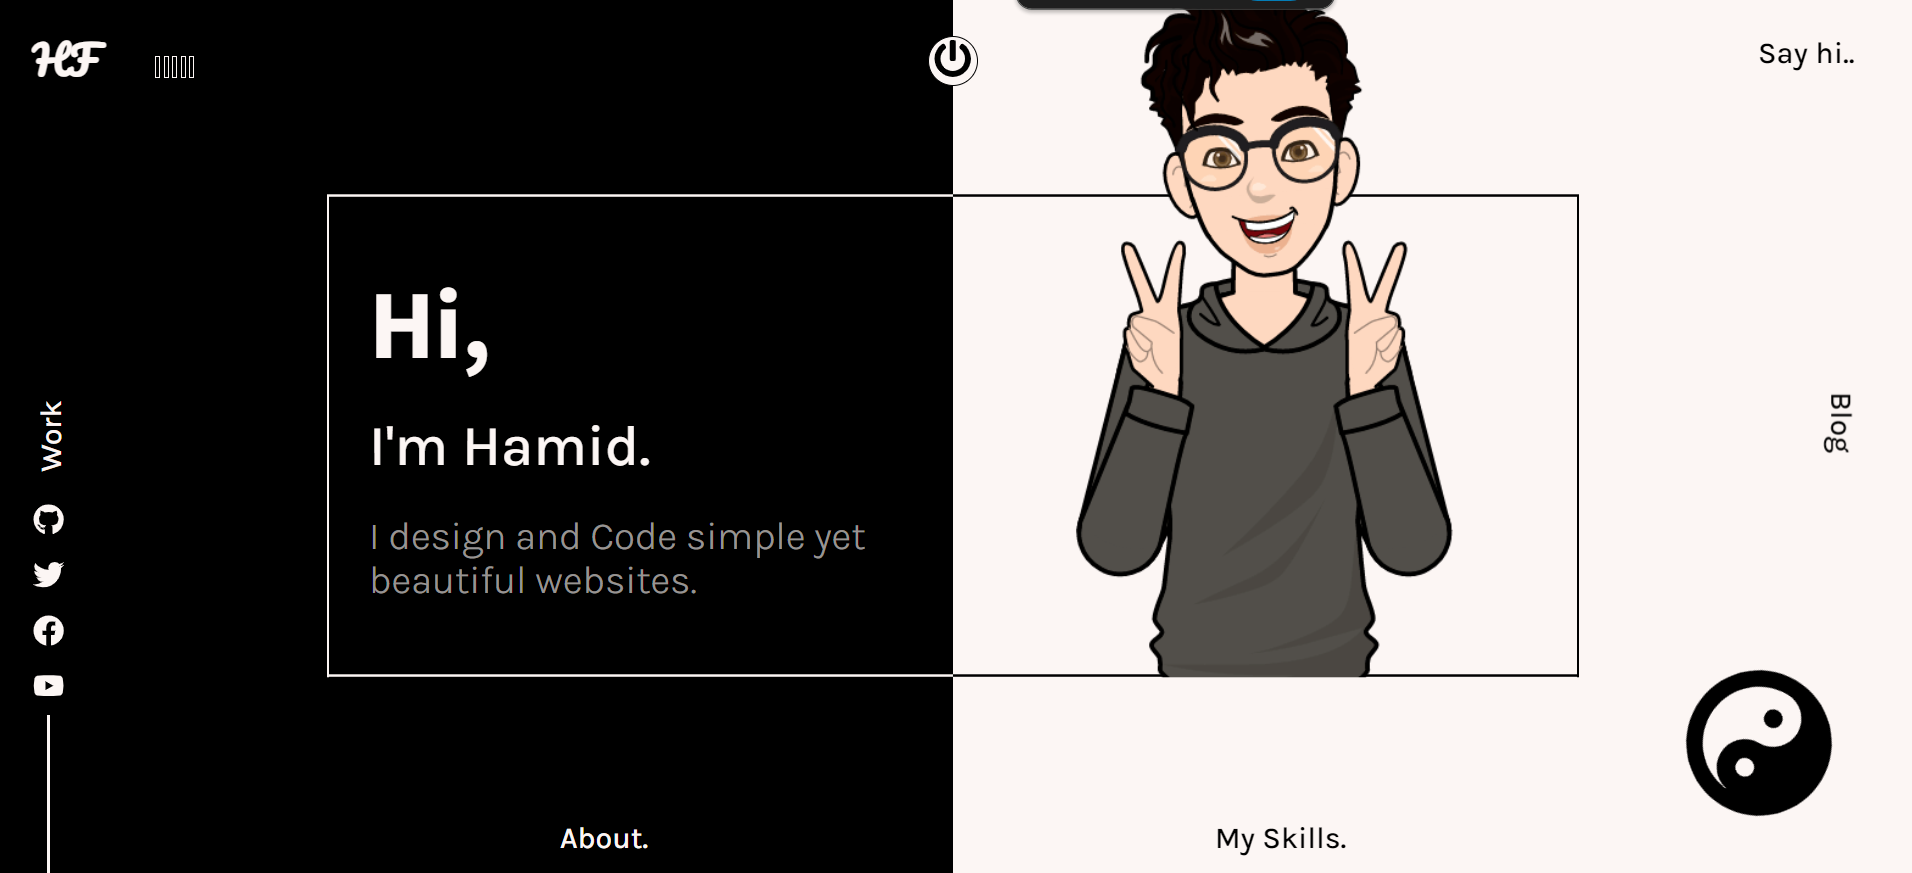 HF
Say hi..
Hi,
I'm Hamid.
I design and Code simple yet
beautiful websites.
Work
Blog
About.
My Skills.